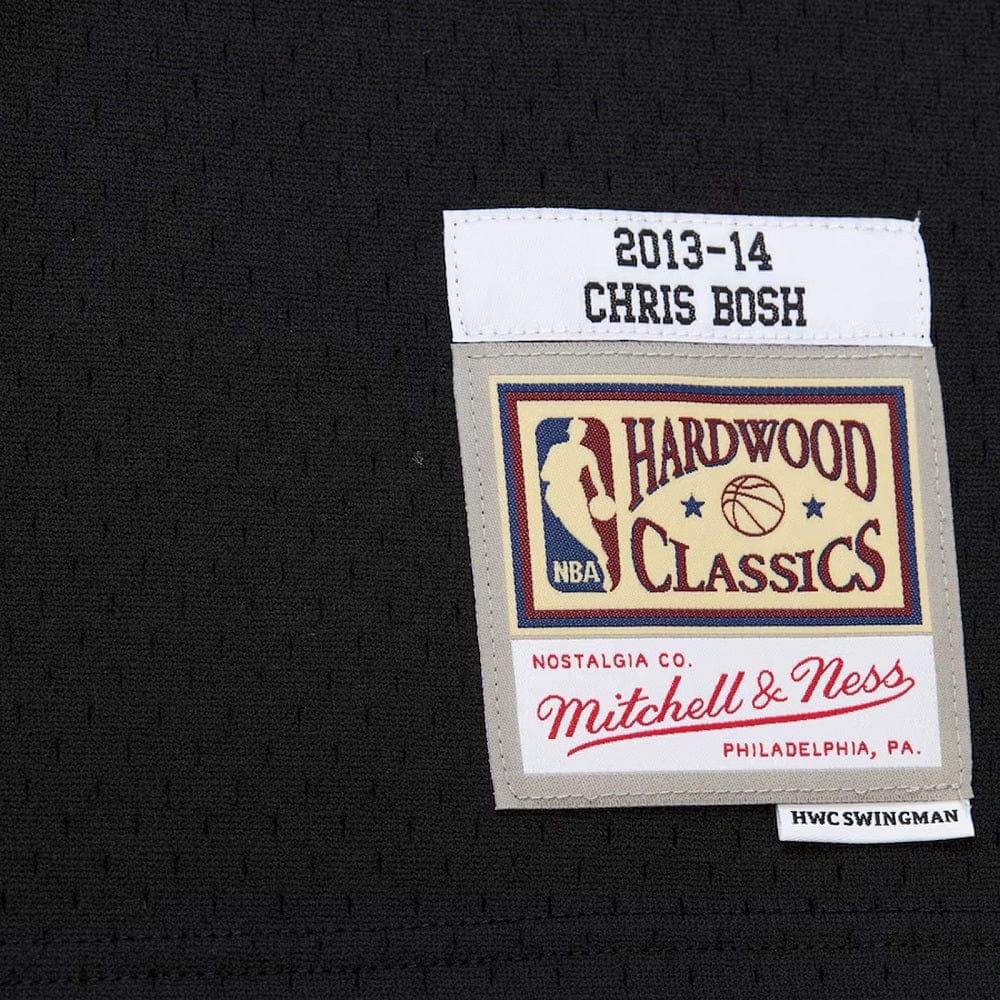 2013-14
CHRIS BOSH
HARDWOOD
CLASSICS
NBA
NOSTALGIA CO.
Mitchell & Ness
PHILADELPHIA, PA.
HWC SWINGMAN